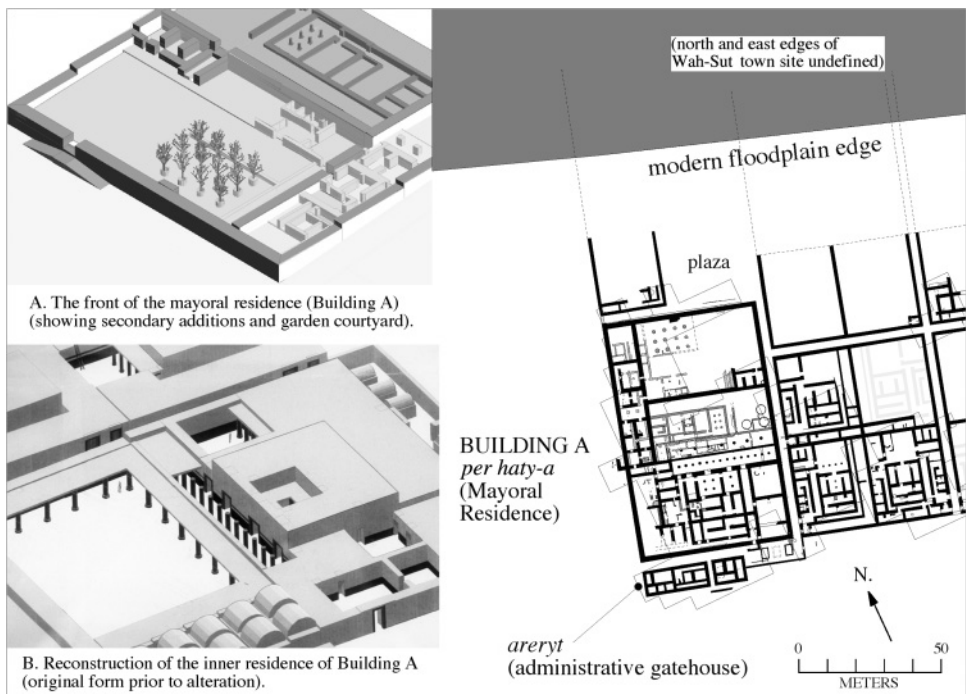 A. The front of the mayoral residence (Building A)
(showing secondary additions and garden courtyard).
B. Reconstruction of the inner residence of Building A
(original form prior to alteration).
(north and east edges of
Wah-Sut town site undefined)
modern floodplain edge
plaza
BUILDING A
per haty-a
(Mayoral
Residence)
areryt
(administrative gatehouse)
N.
0 50
METERS